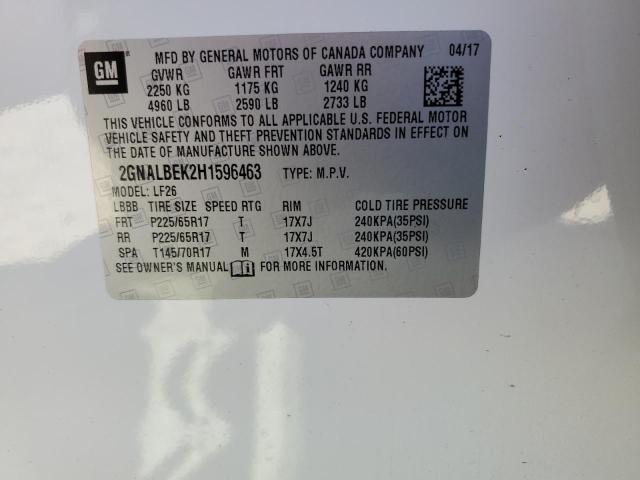 GM
MFD BY GENERAL MOTORS OF CANADA COMPANY 04/17
GVWR GAWR FRT GAWR RR
2250 KG 1175 KG 1240 KG
4960 LB 2590 LB 2733 LB
THIS VEHICLE CONFORMS TO ALL APPLICABLE U.S. FEDERAL MOTOR
VEHICLE SAFETY AND THEFT PREVENTION STANDARDS IN EFFECT ON
THE DATE OF MANUFACTURE SHOWN ABOVE.
2GNALBEK2H1596463 TYPE: M.P.V.
MODEL: LF26
LBBB TIRE SIZE SPEED RTG RIM COLD TIRE PRESSURE
FRT P225/65R17 T 17X7J 240KPA(35PSI)
RR P225/65R17 T 17X7J 240KPA(35PSI)
SPA T145/70R17 M 17X4.5T 420KPA(60PSI)
SEE OWNER'S MANUAL FOR MORE INFORMATION.